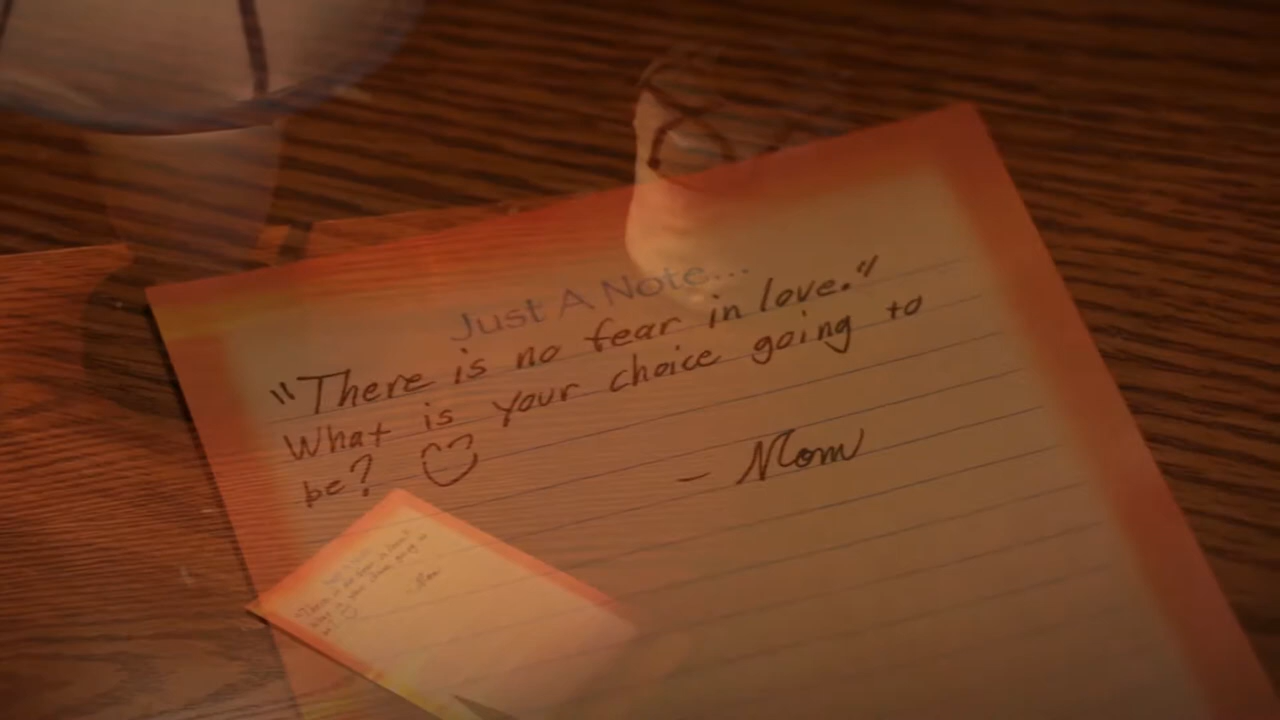 Just A Note...
"There is no fear in love."
What is your choice going to
be? ☺
- Mom